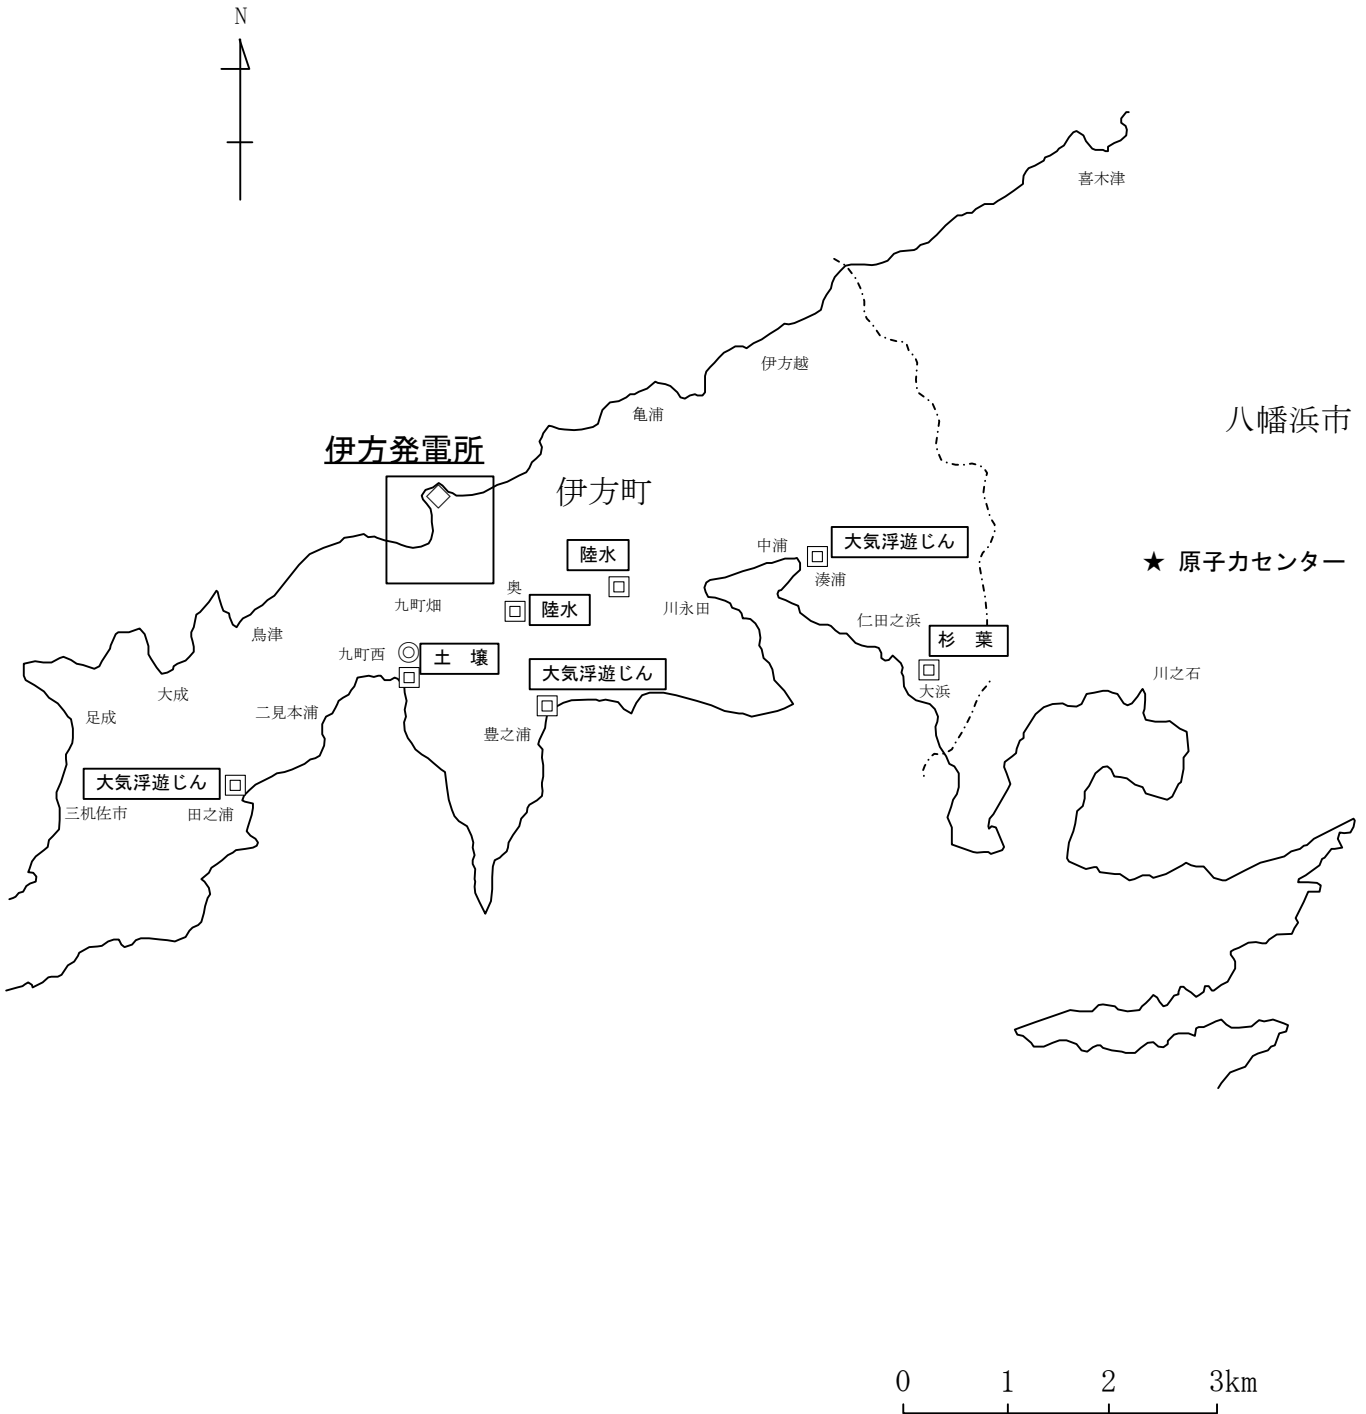 N
喜木津
伊方越
亀浦
八幡浜市
伊方発電所
伊方町
陸水
中浦
大気浮遊じん
湊浦
★ 原子力センター
九町畑
奥
陸水
川永田
仁田之浜
杉 葉
鳥津
九町西
土 壌
大気浮遊じん
大浜
川之石
大成
足成
二見本浦
豊之浦
大気浮遊じん
三机佐市
田之浦
0 1 2 3km